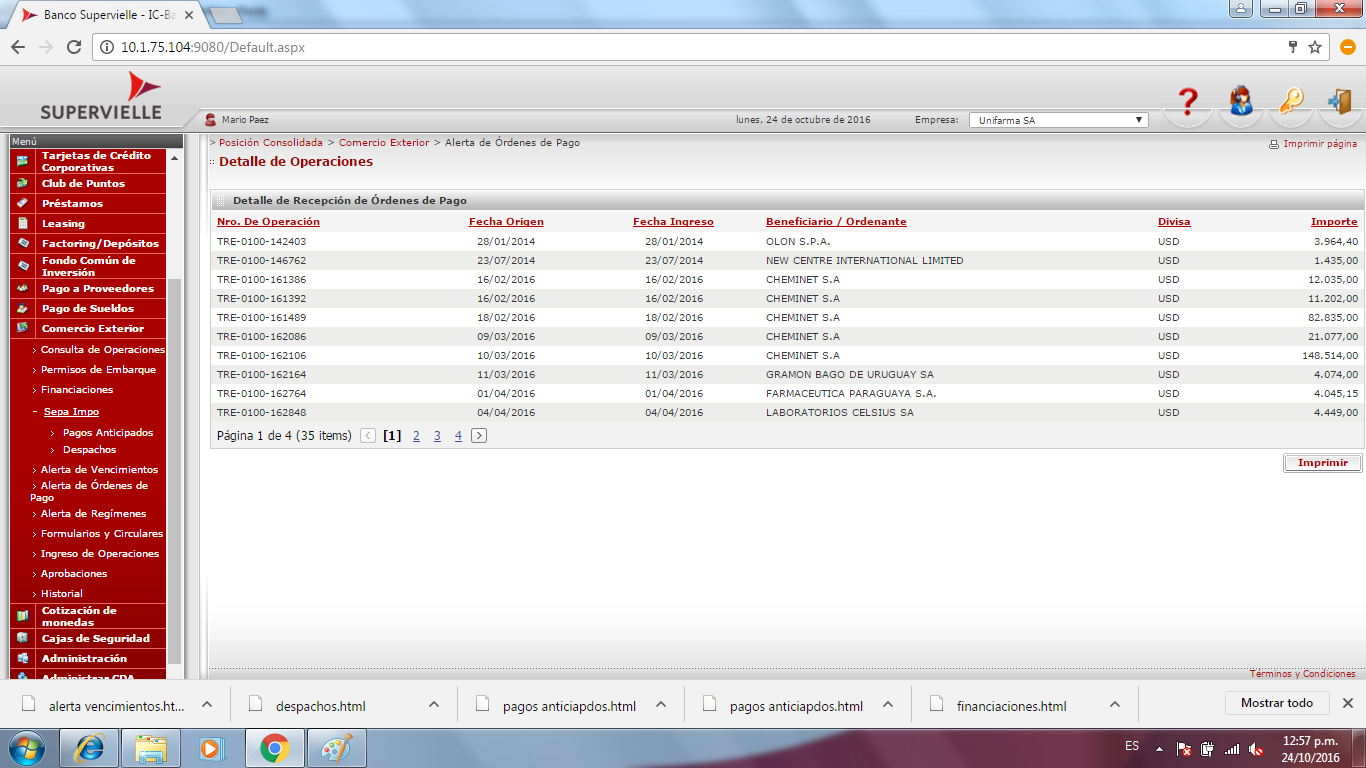 Banco Supervielle - IC-Ba
10.1.75.104:9080/Default.aspx
SUPERVIELLE
Mario Paez
lunes, 24 de octubre de 2016
Empresa: Unifarma SA
Menú
Tarjetas de Crédito
Corporativas
Club de Puntos
Préstamos
Leasing
Factoring/Depósitos
Fondo Común de
Inversión
Pago a Proveedores
Pago de Sueldos
Comercio Exterior
> Consulta de Operaciones
> Permisos de Embarque
> Financiaciones
- Sepa Impo
> Pagos Anticipados
> Despachos
> Alerta de Vencimientos
> Alerta de Órdenes de
Pago
> Alerta de Regímenes
> Formularios y Circulares
> Ingreso de Operaciones
> Aprobaciones
> Historial
Cotización de
monedas
Cajas de Seguridad
Administración
Administrar CDA
> Posición Consolidada > Comercio Exterior > Alerta de Órdenes de Pago
Imprimir página
Detalle de Operaciones
Detalle de Recepción de Órdenes de Pago
Nro. De Operación Fecha Origen Fecha Ingreso Beneficiario / Ordenante Divisa Importe
TRE-0100-142403 28/01/2014 28/01/2014 OLON S.P.A. USD 3.964,40
TRE-0100-146762 23/07/2014 23/07/2014 NEW CENTRE INTERNATIONAL LIMITED USD 1.435,00
TRE-0100-161386 16/02/2016 16/02/2016 CHEMINET S.A USD 12.035,00
TRE-0100-161392 16/02/2016 16/02/2016 CHEMINET S.A USD 11.202,00
TRE-0100-161489 18/02/2016 18/02/2016 CHEMINET S.A USD 82.835,00
TRE-0100-162086 09/03/2016 09/03/2016 CHEMINET S.A USD 21.077,00
TRE-0100-162106 10/03/2016 10/03/2016 CHEMINET S.A USD 148.514,00
TRE-0100-162164 11/03/2016 11/03/2016 GRAMON BAGO DE URUGUAY SA USD 4.074,00
TRE-0100-162764 01/04/2016 01/04/2016 FARMACEUTICA PARAGUAYA S.A. USD 4.045,15
TRE-0100-162848 04/04/2016 04/04/2016 LABORATORIOS CELSIUS SA USD 4.449,00
Página 1 de 4 (35 items) < [1] 2 3 4 >
Imprimir
Términos y Condiciones
alerta vencimientos.ht...
despachos.html
pagos anticiapdos.html
pagos anticiapdos.html
financiaciones.html
Mostrar todo
ES
12:57 p.m.
24/10/2016